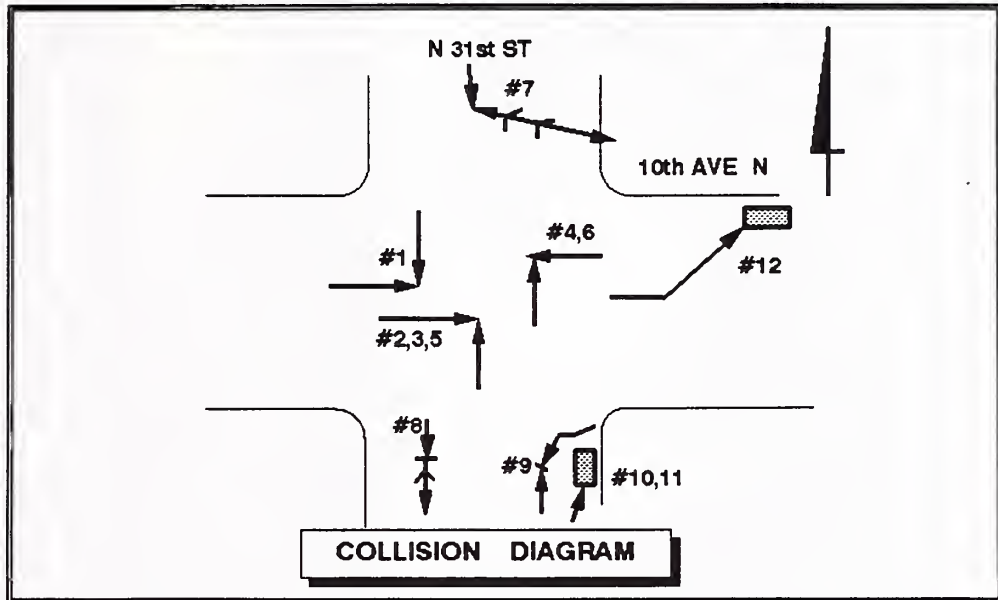 N 31st ST
#7
10th AVE N
#4,6
#1
#12
#2,3,5
#8
#9
#10,11
COLLISION DIAGRAM